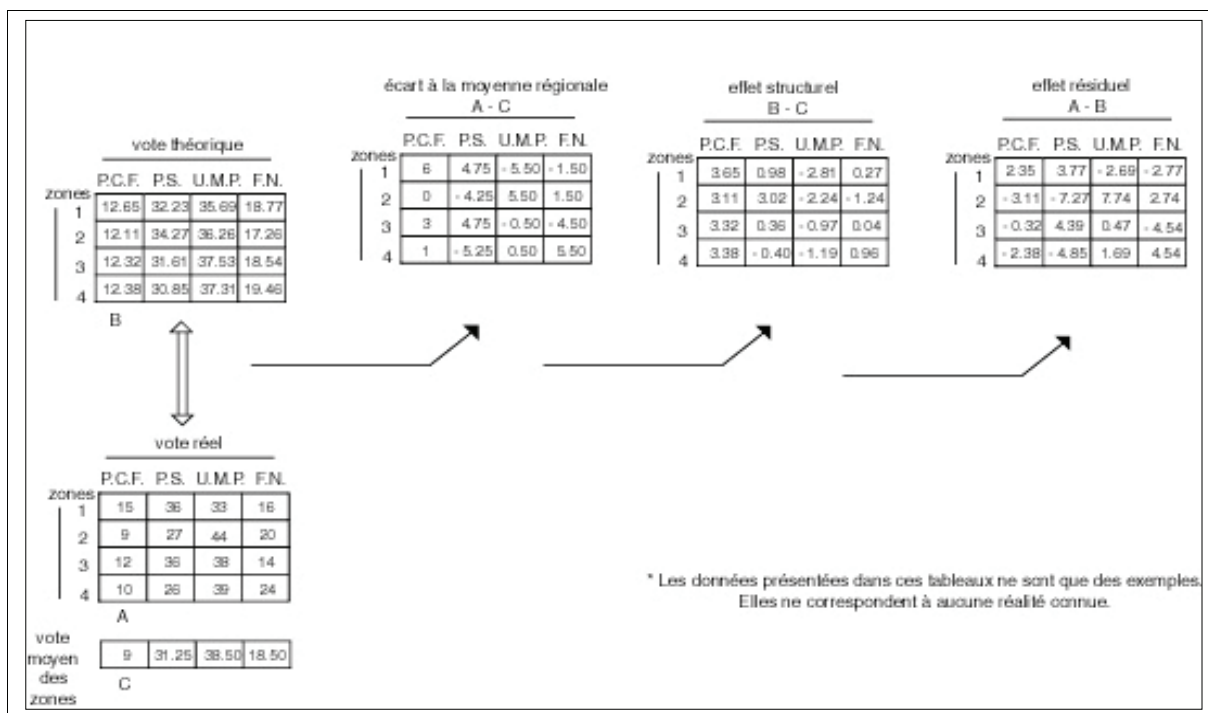 écart à la moyenne régionale
A - C
P.C.F. P.S. U.M.P. F.N.
zones
1 6 4.75 - 5.50 - 1.50
2 0 - 4.25 5.50 1.50
3 3 4.75 - 0.50 - 4.50
4 1 - 5.25 0.50 5.50
effet structurel
B - C
P.C.F. P.S. U.M.P. F.N.
zones
1 3.65 0.98 - 2.81 0.27
2 3.11 3.02 - 2.24 - 1.24
3 3.32 0.36 - 0.97 0.04
4 3.38 - 0.40 - 1.19 0.96
effet résiduel
A - B
P.C.F. P.S. U.M.P. F.N.
zones
1 2.35 3.77 - 2.69 - 2.77
2 - 3.11 - 7.27 7.74 2.74
3 - 0.32 4.39 0.47 - 4.54
4 - 2.38 - 4.85 1.69 4.54
vote théorique
P.C.F. P.S. U.M.P. F.N.
zones
1 12.65 32.23 35.69 18.77
2 12.11 34.27 36.26 17.26
3 12.32 31.61 37.53 18.54
4 12.38 30.85 37.31 19.46
B
vote réel
P.C.F. P.S. U.M.P. F.N.
zones
1 15 36 33 16
2 9 27 44 20
3 12 36 38 14
4 10 26 39 24
A
vote
moyen
des
zones
9 31.25 38.50 18.50
C
* Les données présentées dans ces tableaux ne sont que des exemples.
Elles ne correspondent à aucune réalité connue.